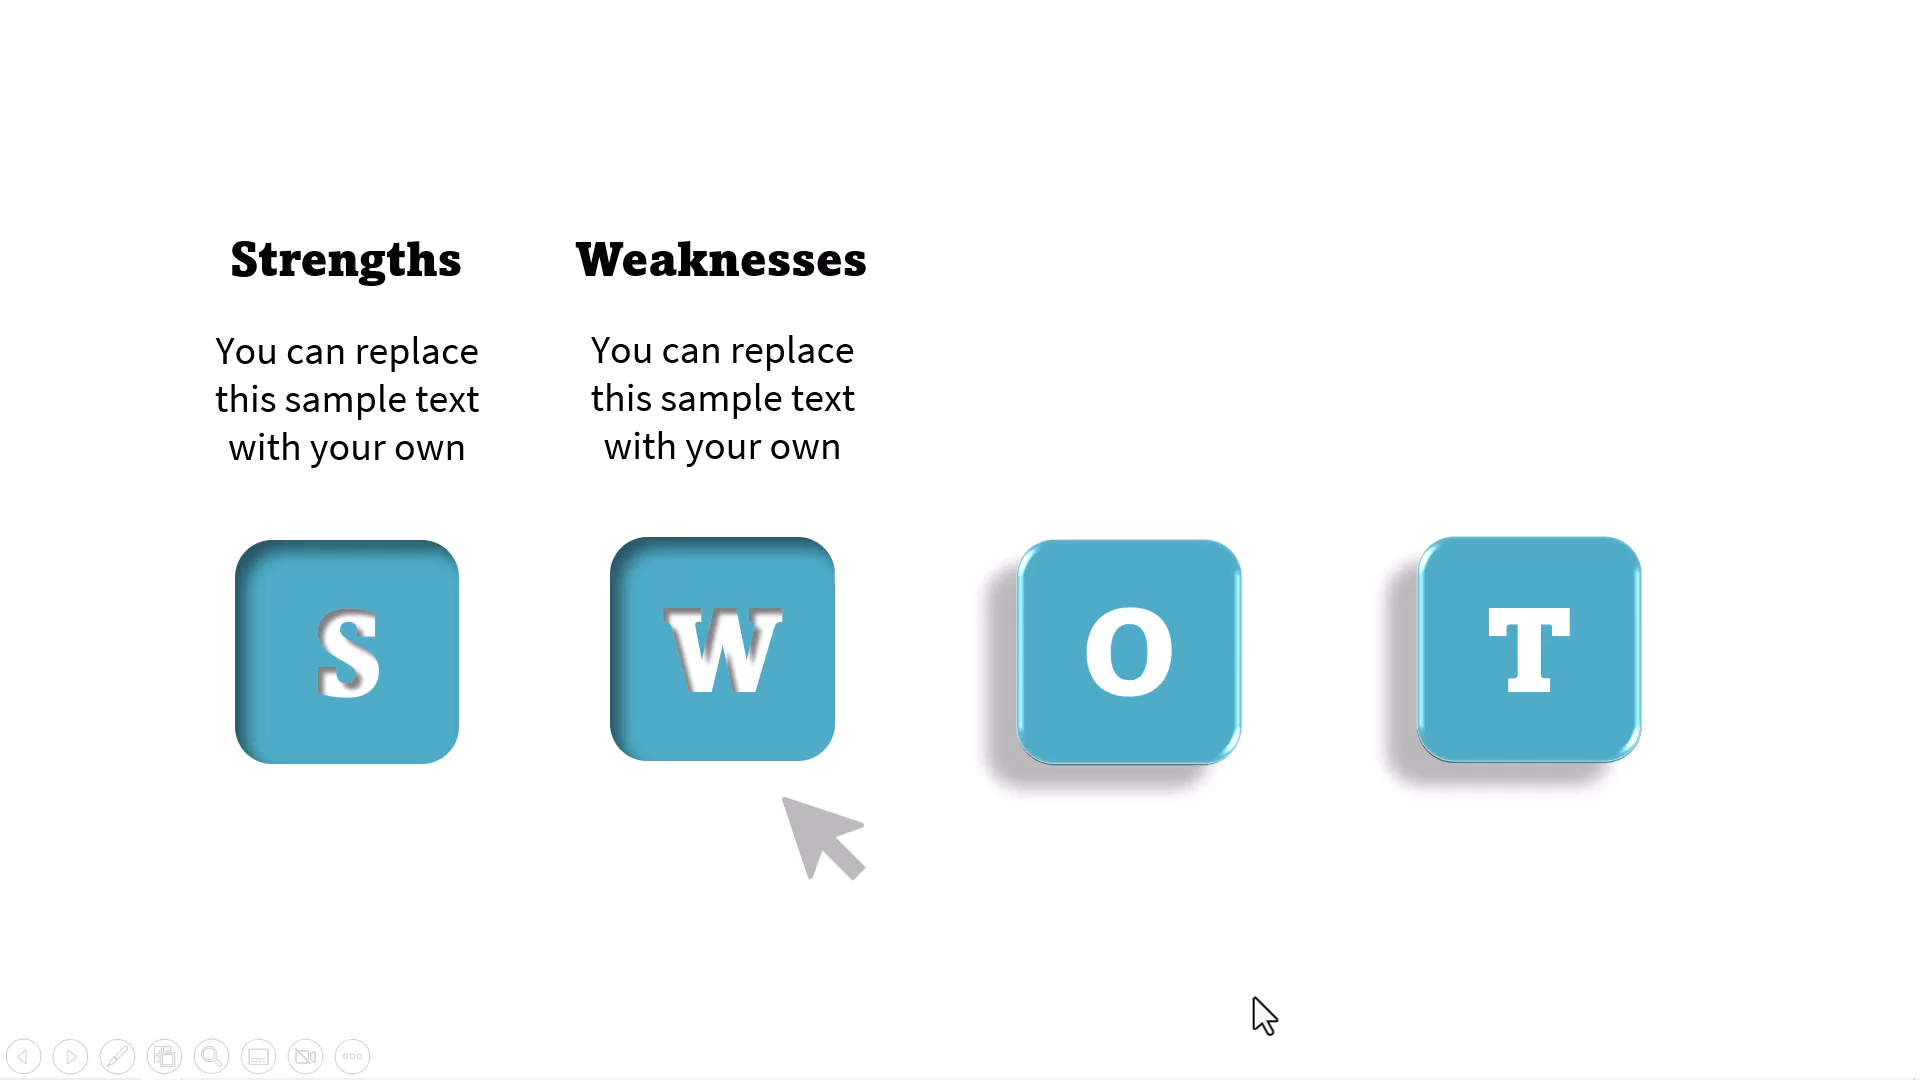 Strengths
You can replace
this sample text
with your own
Weaknesses
You can replace
this sample text
with your own
S
W
O
T